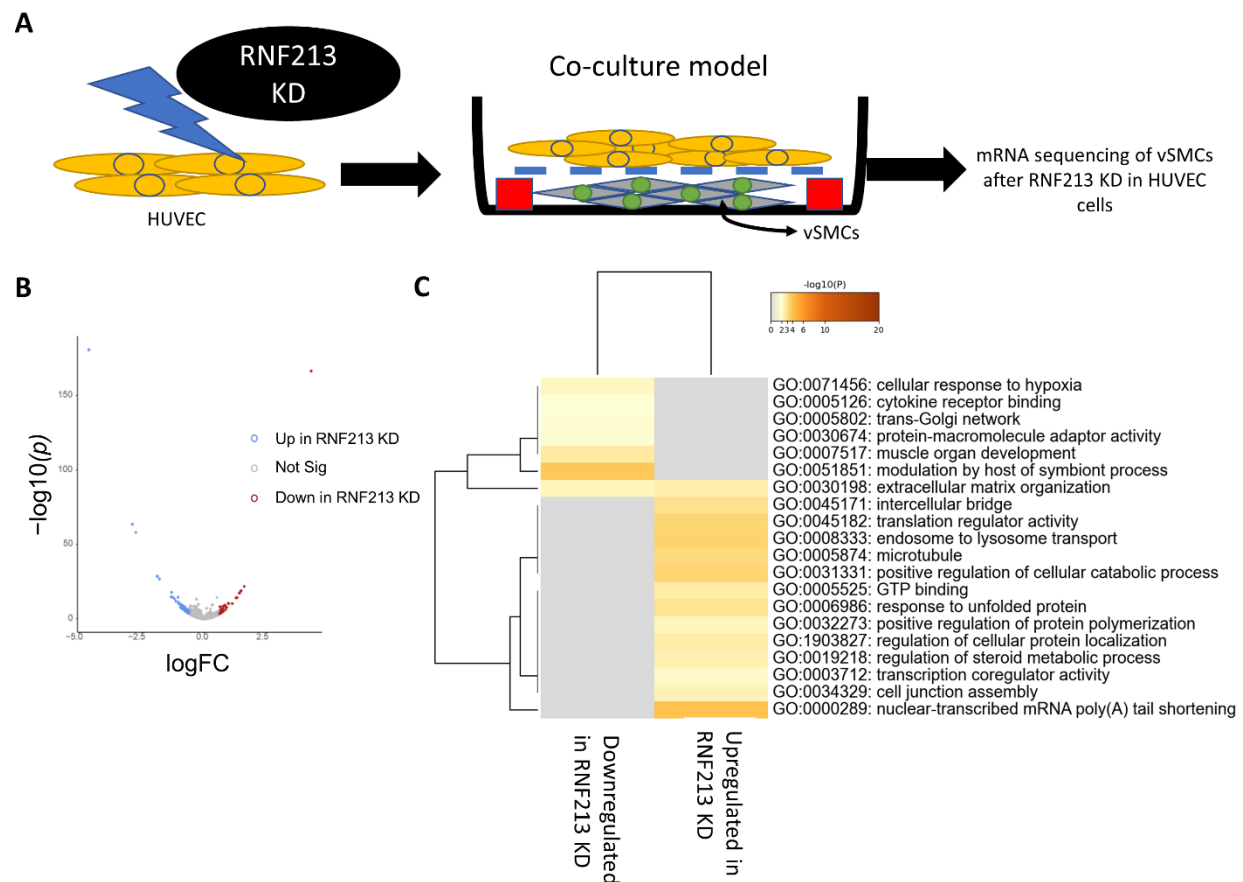 A
RNF213
KD
HUVEC
Co-culture model
vSMCs
mRNA sequencing of vSMCs
after RNF213 KD in HUVEC
cells
B
−log10(p)
150
100
50
0
−5.0
−2.5
0.0
2.5
logFC
Up in RNF213 KD
Not Sig
Down in RNF213 KD
C
-log10(P)
0 2 3 4 6 10 20
GO:0071456: cellular response to hypoxia
GO:0005126: cytokine receptor binding
GO:0005802: trans-Golgi network
GO:0030674: protein-macromolecule adaptor activity
GO:0007517: muscle organ development
GO:0051851: modulation by host of symbiont process
GO:0030198: extracellular matrix organization
GO:0045171: intercellular bridge
GO:0045182: translation regulator activity
GO:0008333: endosome to lysosome transport
GO:0005874: microtubule
GO:0031331: positive regulation of cellular catabolic process
GO:0005525: GTP binding
GO:0006986: response to unfolded protein
GO:0032273: positive regulation of protein polymerization
GO:1903827: regulation of cellular protein localization
GO:0019218: regulation of steroid metabolic process
GO:0003712: transcription coregulator activity
GO:0034329: cell junction assembly
GO:0000289: nuclear-transcribed mRNA poly(A) tail shortening
Downregulated
in RNF213 KD
Upregulated in
RNF213 KD